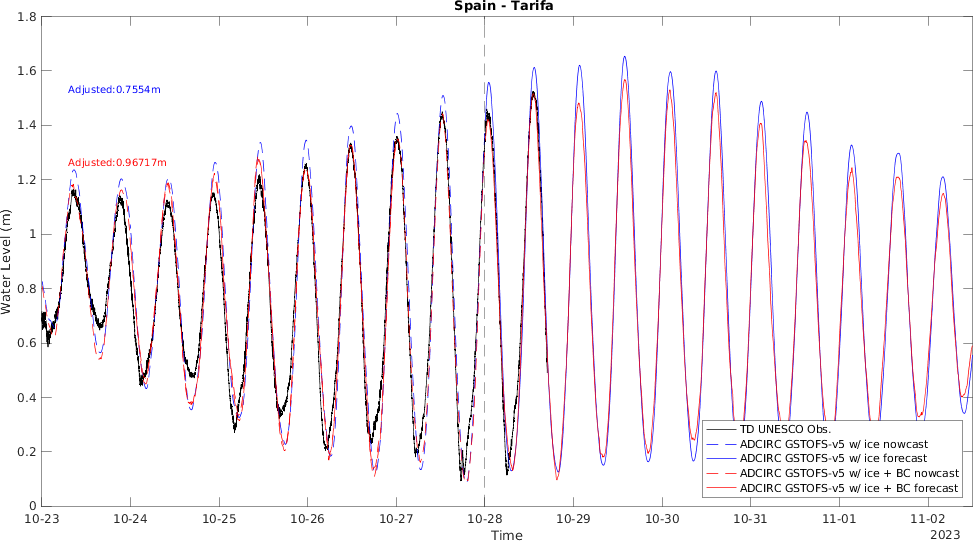 Spain - Tarifa
1.8
1.6
1.4
1.2
1
0.8
0.6
0.4
0.2
0
Water Level (m)
Adjusted:0.7554m
Adjusted:0.96717m
TD UNESCO Obs.
ADCIRC GSTOFS-v5 w/ ice nowcast
ADCIRC GSTOFS-v5 w/ ice forecast
ADCIRC GSTOFS-v5 w/ ice + BC nowcast
ADCIRC GSTOFS-v5 w/ ice + BC forecast
10-23 10-24 10-25 10-26 10-27 10-28 10-29 10-30 10-31 11-01 11-02
Time
2023